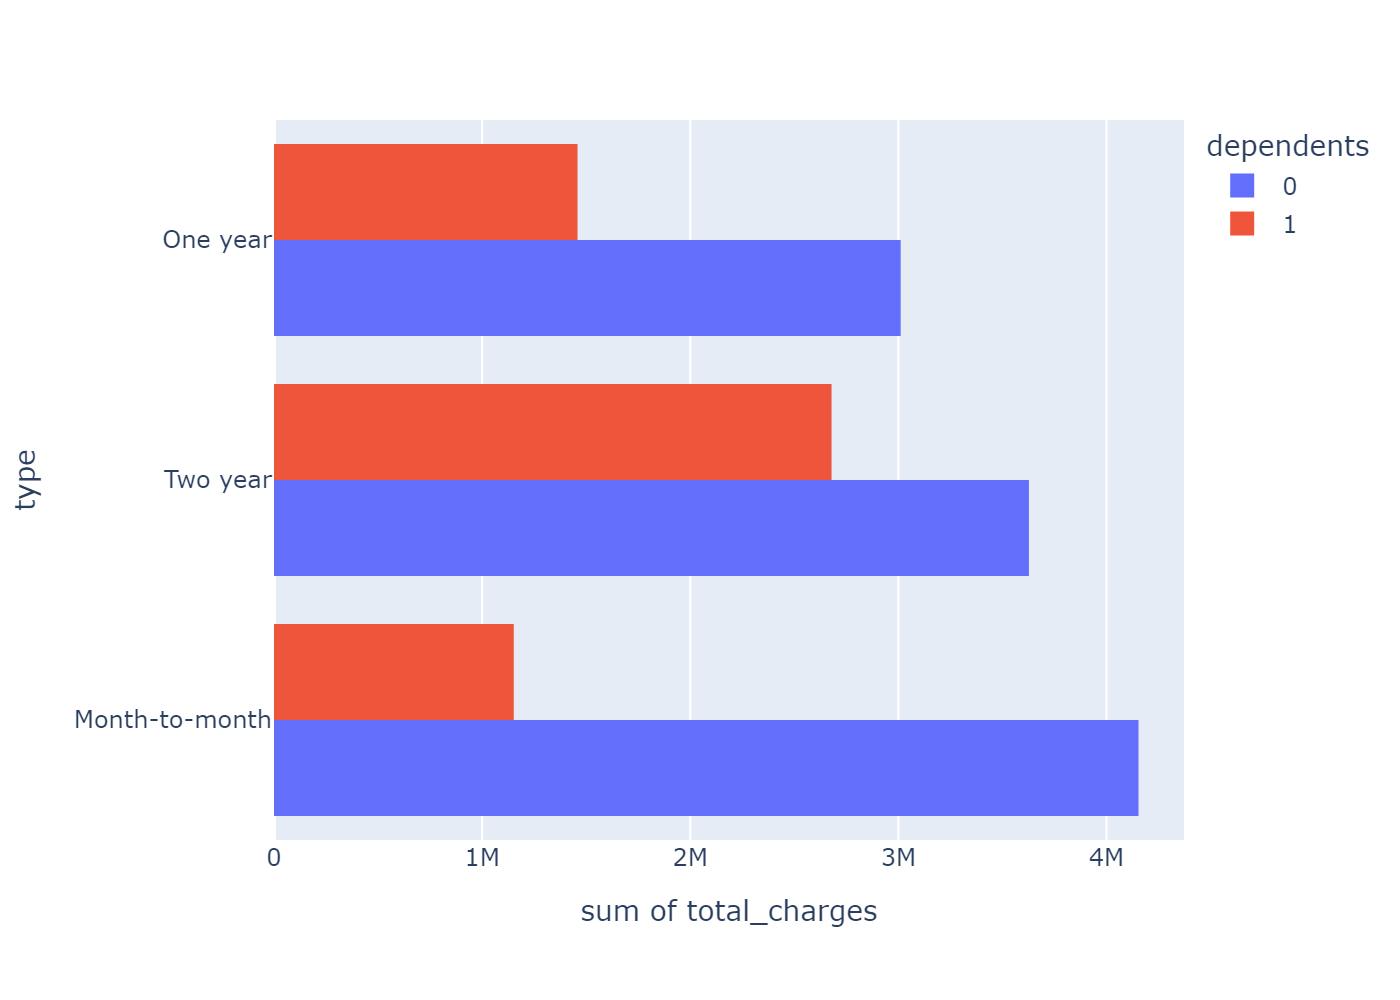 dependents
0
1
One year
Two year
Month-to-month
type
0 1M 2M 3M 4M
sum of total_charges